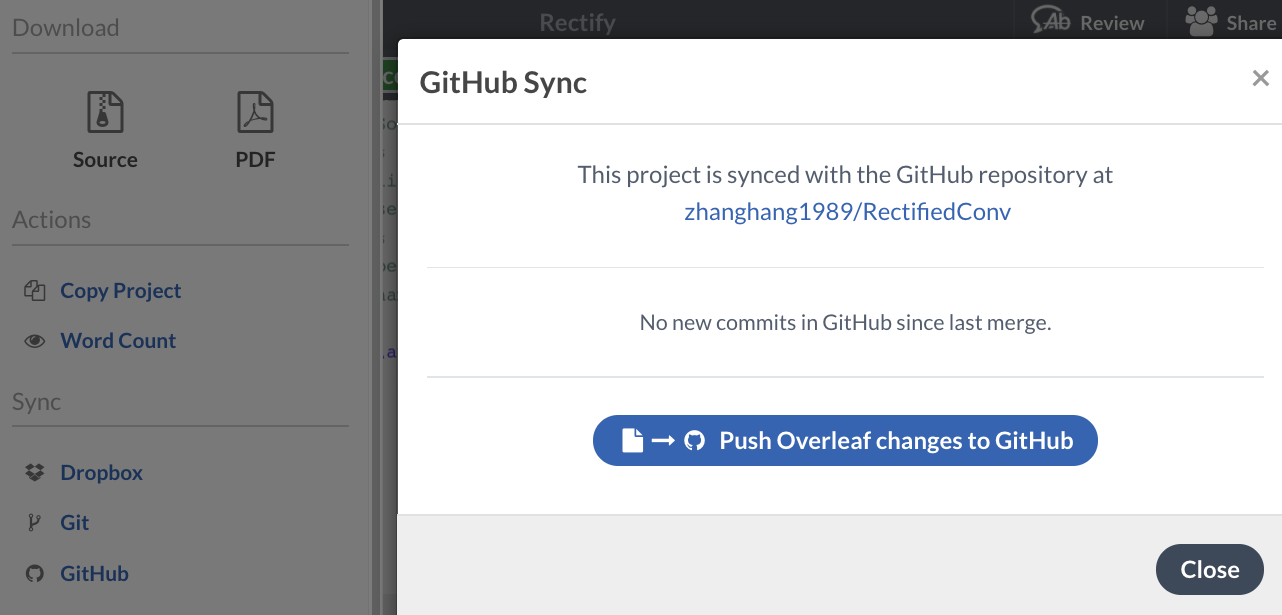 Download
Source
PDF
Actions
Copy Project
Word Count
Sync
Dropbox
Git
GitHub
Rectify
Review
Share
GitHub Sync
×
This project is synced with the GitHub repository at
zhanghang1989/RectifiedConv
No new commits in GitHub since last merge.
Push Overleaf changes to GitHub
Close